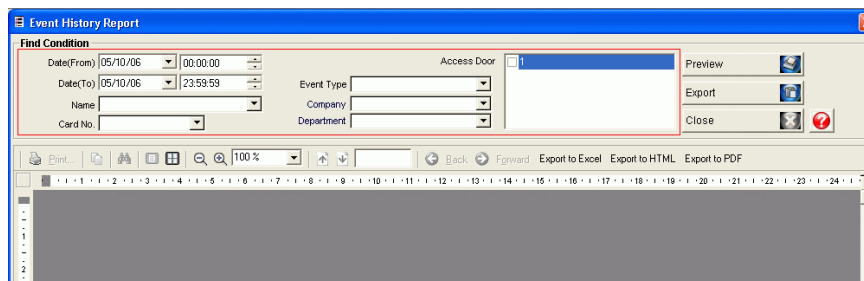 Event History Report
Find Condition
Date(From) 05/10/06 00:00:00 Access Door 1 Preview
Date(To) 05/10/06 23:59:59 Event Type Export
Name Company
Card No. Department Close
Print... 100 % Back Forward Export to Excel Export to HTML Export to PDF
1 2 3 4 5 6 7 8 9 10 11 12 13 14 15 16 17 18 19 20 21 22 23 24
1
2